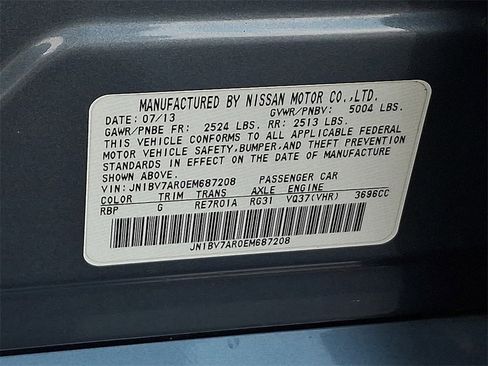 MANUFACTURED BY NISSAN MOTOR CO.,LTD.
DATE: 07/13 GVWR/PNBV: 5004 LBS.
GAWR/PNBE FR: 2524 LBS. RR: 2513 LBS.
THIS VEHICLE CONFORMS TO ALL APPLICABLE FEDERAL
MOTOR VEHICLE SAFETY, BUMPER, AND THEFT PREVENTION
STANDARDS IN EFFECT ON THE DATE OF MANUFACTURE
VIN: JN1BV7AR0EM687208 PASSENGER CAR
COLOR TRIM TRANS AXLE ENGINE
RBP G RE7R01A RG31 VQ37(VHR) 3696CC
JN1BV7AR0EM687208